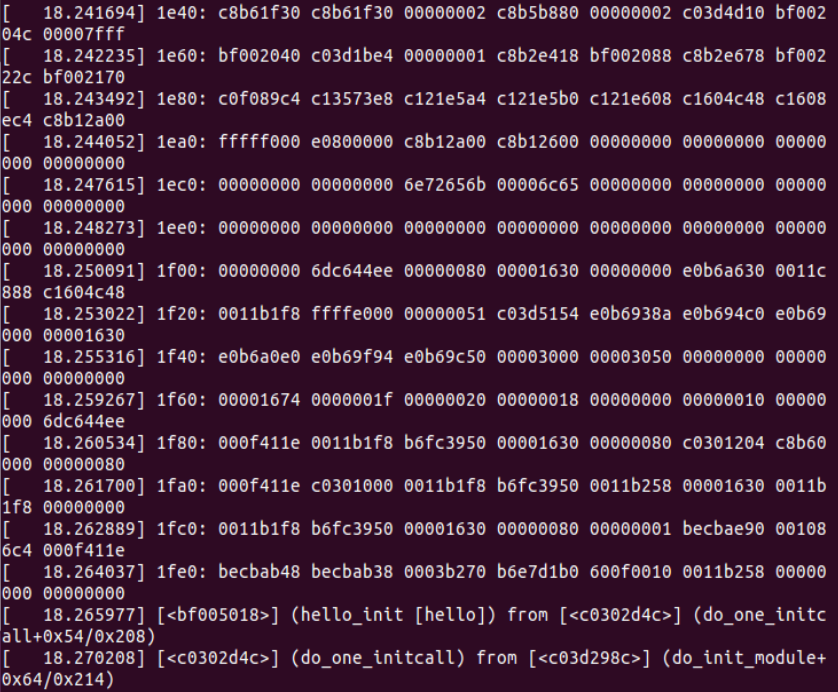 [   18.241694] 1e40: c8b61f30 c8b61f30 00000002 c8b5b880 00000002 c03d4d10 bf002
04c 00007fff
[   18.242235] 1e60: bf002040 c03d1be4 00000001 c8b2e418 bf002088 c8b2e678 bf002
22c bf002170
[   18.243492] 1e80: c0f089c4 c13573e8 c121e5a4 c121e5b0 c121e608 c1604c48 c1608
ec4 c8b12a00
[   18.244052] 1ea0: fffff000 e0800000 c8b12a00 c8b12600 00000000 00000000 00000
000 00000000
[   18.247615] 1ec0: 00000000 00000000 6e72656b 00006c65 00000000 00000000 00000
000 00000000
[   18.248273] 1ee0: 00000000 00000000 00000000 00000000 00000000 00000000 00000
000 00000000
[   18.250091] 1f00: 00000000 6dc644ee 00000080 00001630 00000000 e0b6a630 0011c
888 c1604c48
[   18.253022] 1f20: 0011b1f8 ffffe000 00000051 c03d5154 e0b6938a e0b694c0 e0b69
000 00001630
[   18.255316] 1f40: e0b6a0e0 e0b69f94 e0b69c50 00003000 00003050 00000000 00000
000 00000000
[   18.259267] 1f60: 00001674 0000001f 00000020 00000018 00000000 00000010 00000
000 6dc644ee
[   18.260534] 1f80: 000f411e 0011b1f8 b6fc3950 00001630 00000080 c0301204 c8b60
000 00000080
[   18.261700] 1fa0: 000f411e c0301000 0011b1f8 b6fc3950 0011b258 00001630 0011b
1f8 00000000
[   18.262889] 1fc0: 0011b1f8 b6fc3950 00001630 00000080 00000001 becbae90 00108
6c4 000f411e
[   18.264037] 1fe0: becbab48 becbab38 0003b270 b6e7d1b0 600f0010 0011b258 00000
000 00000000
[   18.265977] [<bf005018>] (hello_init [hello]) from [<c0302d4c>] (do_one_initc
all+0x54/0x208)
[   18.270208] [<c0302d4c>] (do_one_initcall) from [<c03d298c>] (do_init_module+
0x64/0x214)